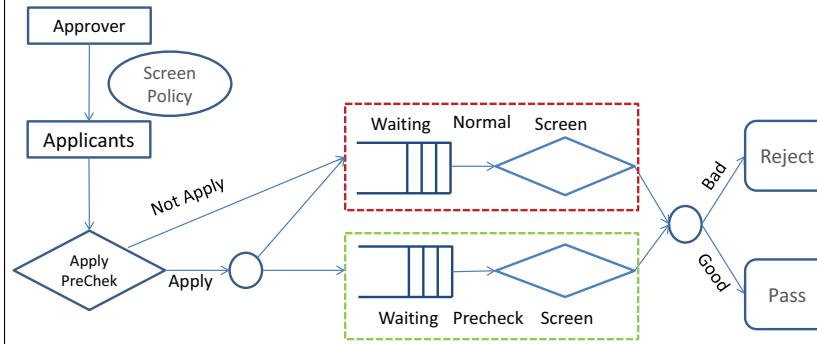 Approver
Screen
Policy
Applicants
Waiting Normal Screen
Reject
Bad
Not Apply
Apply
PreChek
Apply
Good
Pass
Waiting Precheck Screen